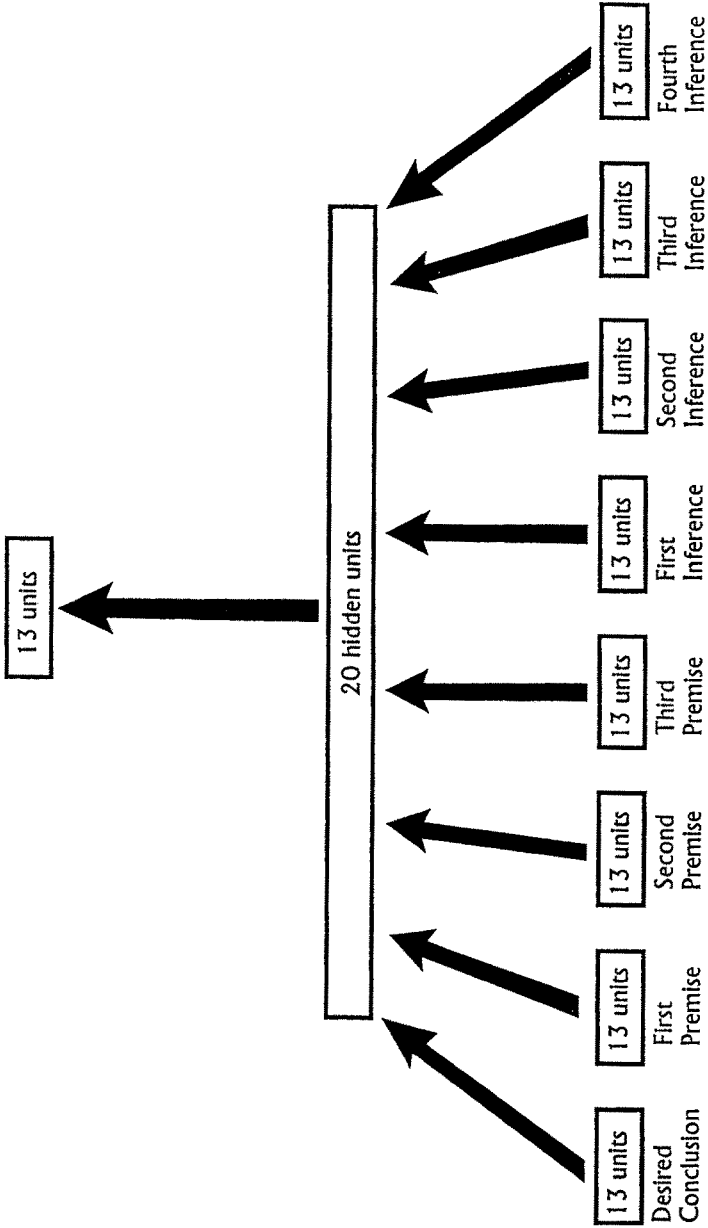 13 units
20 hidden units
13 units
Desired
Conclusion
13 units
First
Premise
13 units
Second
Premise
13 units
Third
Premise
13 units
First
Inference
13 units
Second
Inference
13 units
Third
Inference
13 units
Fourth
Inference